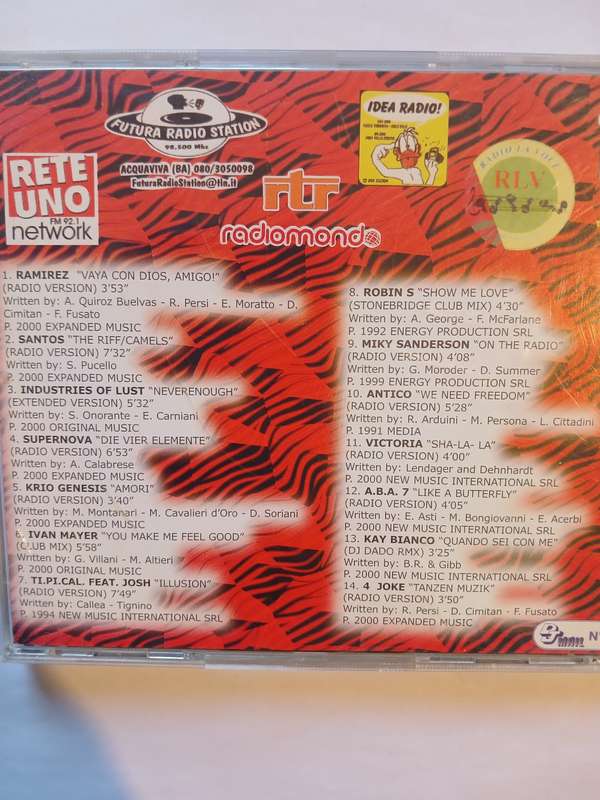 FUTURA RADIO STATION
98.500 Mhz
ACQUAVIVA (BA) 080/3050098
FuturaRadioStation@tin.it
IDEA RADIO!
RADIO LA VOCE
RLV
RETE
UNO
FM 92.1
network
rtr
radiomondo
1. RAMIREZ "VAYA CON DIOS, AMIGO!"
(RADIO VERSION) 3'53"
Written by: A. Quiroz Buelvas - R. Persi - E. Moratto - D.
Cimitan - F. Fusato
P. 2000 EXPANDED MUSIC
2. SANTOS "THE RIFF/CAMELS"
(RADIO VERSION) 7'32"
Written by: S. Pucello
P. 2000 EXPANDED MUSIC
3. INDUSTRIES OF LUST "NEVERENOUGH"
(EXTENDED VERSION) 5'32"
Written by: S. Onorante - E. Carniani
P. 2000 ORIGINAL MUSIC
4. SUPERNOVA "DIE VIER ELEMENTE"
(RADIO VERSION) 6'53"
Written by: A. Calabrese
P. 2000 EXPANDED MUSIC
5. KRIO GENESIS "AMORI"
(RADIO VERSION) 3'40"
Written by: M. Montanari - M. Cavalieri d'Oro - D. Soriani
P. 2000 EXPANDED MUSIC
IVAN MAYER "YOU MAKE ME FEEL GOOD"
(CLUB MIX) 5'58"
Written by: G. Villani - M. Altieri
P. 2000 ORIGINAL MUSIC
7. TI.PI.CAL. FEAT. JOSH "ILLUSION"
(RADIO VERSION) 7'49"
Written by: Callea - Tignino
P. 1994 NEW MUSIC INTERNATIONAL SRL
8. ROBIN S "SHOW ME LOVE"
(STONEBRIDGE CLUB MIX) 4'30"
Written by: A. George - F. McFarlane
P. 1992 ENERGY PRODUCTION SRL
9. MIKY SANDERSON "ON THE RADIO"
(RADIO VERSION) 4'08"
Written by: G. Moroder - D. Summer
P. 1999 ENERGY PRODUCTION SRL
10. ANTICO "WE NEED FREEDOM"
(RADIO VERSION) 5'28"
Written by: R. Arduini - M. Persona - L. Cittadini
P. 1991 MEDIA
11. VICTORIA "SHA-LA- LA"
(RADIO VERSION) 4'00"
Written by: Lendager and Dehnhardt
P. 2000 NEW MUSIC INTERNATIONAL SRL
12. A.B.A. 7 "LIKE A BUTTERFLY"
(RADIO VERSION) 4'05"
Written by: E. Asti - M. Bongiovanni - E. Acerbi
P. 2000 NEW MUSIC INTERNATIONAL SRL
13. KAY BIANCO "QUANDO SEI CON ME"
(DJ DADO RMX) 3'25"
Written by: B.R. & Gibb
P. 2000 NEW MUSIC INTERNATIONAL SRL
14. 4 JOKE "TANZEN MUZIK"
(RADIO VERSION) 3'50"
Written by: R. Persi - D. Cimitan - F. Fusato
P. 2000 EXPANDED MUSIC
MAIL